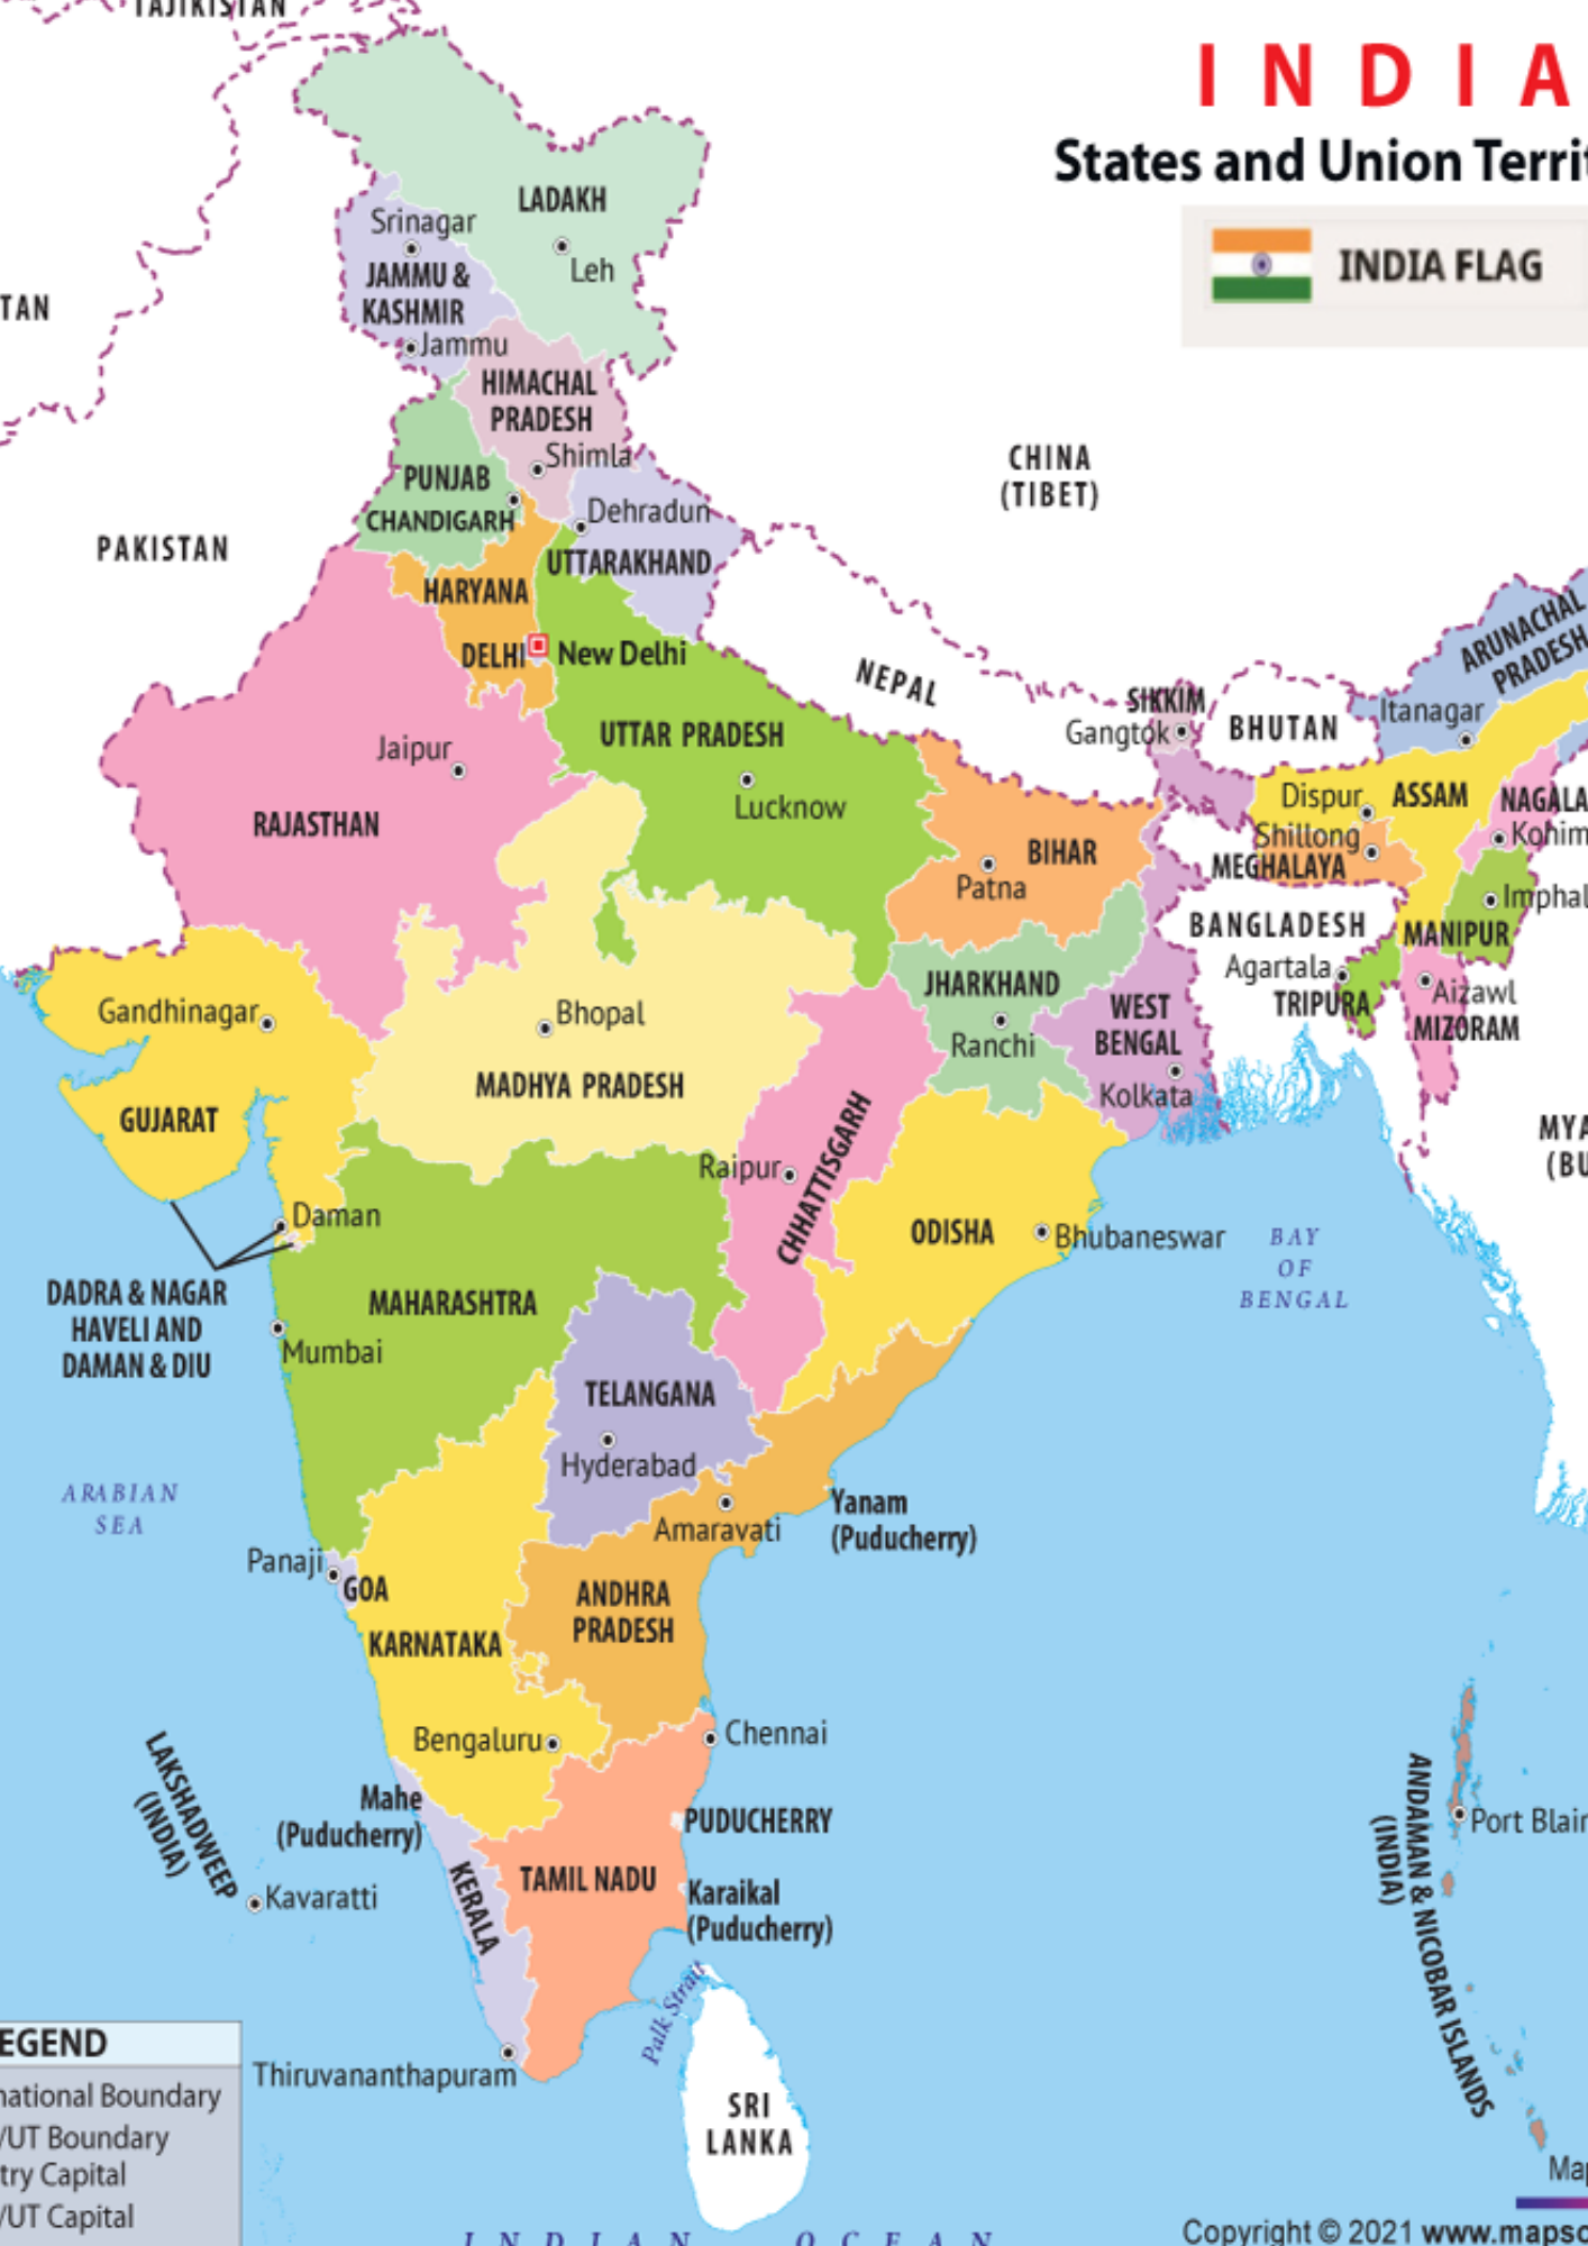 TAJIKISTAN
I N D I A
States and Union Territ
INDIA FLAG
LADAKH
Leh
Srinagar
JAMMU &
KASHMIR
Jammu
TAN
HIMACHAL
PRADESH
Shimla
CHINA
(TIBET)
PUNJAB
CHANDIGARH
Dehradun
UTTARAKHAND
PAKISTAN
HARYANA
DELHI
New Delhi
NEPAL
SIKKIM
Gangtok
BHUTAN
ARUNACHAL
PRADESH
Itanagar
UTTAR PRADESH
Lucknow
Jaipur
RAJASTHAN
BIHAR
Patna
Dispur
ASSAM
NAGALA
Kohim
Shillong
MEGHALAYA
Imphal
MANIPUR
BANGLADESH
Agartala
TRIPURA
Aizawl
MIZORAM
JHARKHAND
Ranchi
WEST
BENGAL
Kolkata
Gandhinagar
GUJARAT
Bhopal
MADHYA PRADESH
MYA
(BU
Raipur
CHHATTISGARH
ODISHA
Bhubaneswar
BAY
OF
BENGAL
Daman
DADRA & NAGAR
HAVELI AND
DAMAN & DIU
MAHARASHTRA
Mumbai
TELANGANA
Hyderabad
ARABIAN
SEA
Amaravati
Yanam
(Puducherry)
Panaji
GOA
ANDHRA
PRADESH
KARNATAKA
Bengaluru
Chennai
LAKSHADWEEP
(INDIA)
Mahe
(Puducherry)
PUDUCHERRY
Kavaratti
KERALA
TAMIL NADU
Karaikal
(Puducherry)
Port Blair
ANDAMAN & NICOBAR ISLANDS
(INDIA)
Palk Strait
Thiruvananthapuram
SRI
LANKA
EGEND
national Boundary
/UT Boundary
try Capital
/UT Capital
INDIAN OCEAN
Map
Copyright © 2021 www.mapso